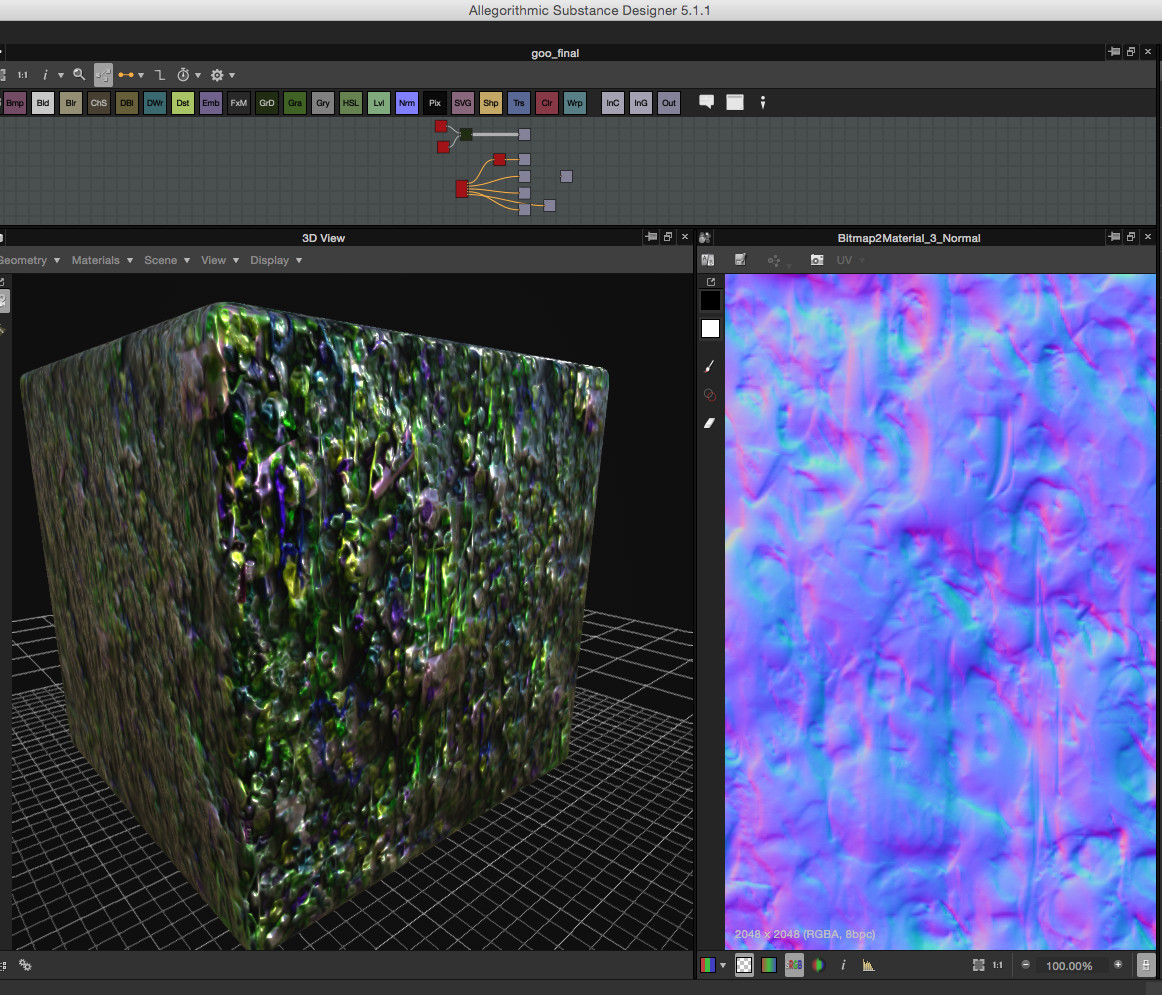 Allegorithmic Substance Designer 5.1.1
goo_final
1:1 i
Bmp Bld Blr ChS DB DWr Dst Emb FxM GrD Gra Gry HSL Lvl Nrm Pix SVG Shp Trs Clr Wrp InC InG Out
3D View
Bitmap2Material_3_Normal
Geometry Materials Scene View Display
UV
2048 x 2048 (RGBA, 8bpc)
RGB i 1:1 100.00%